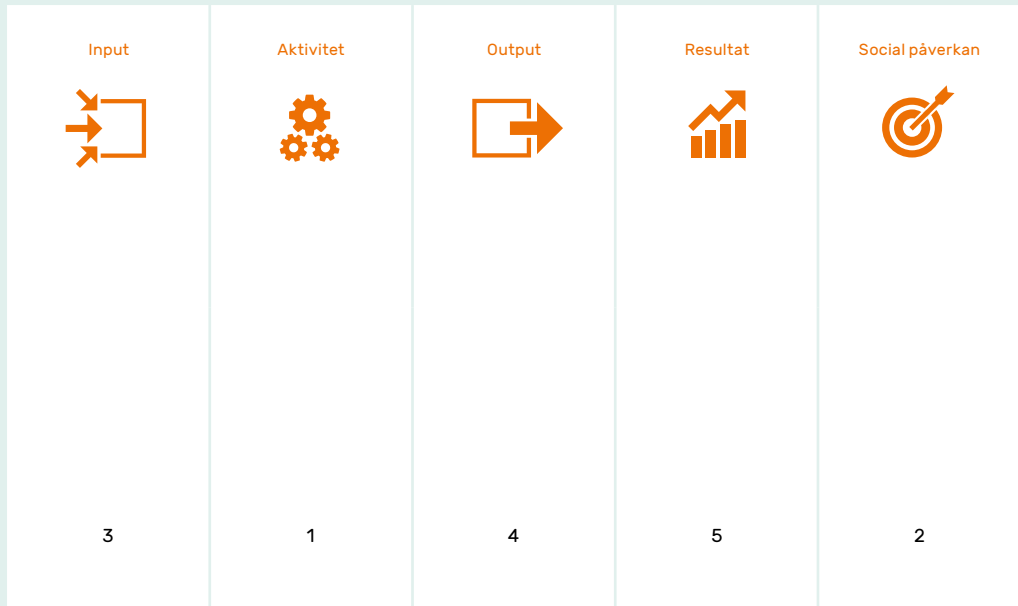 Input
Aktivitet
Output
Resultat
Social påverkan
3
1
4
5
2